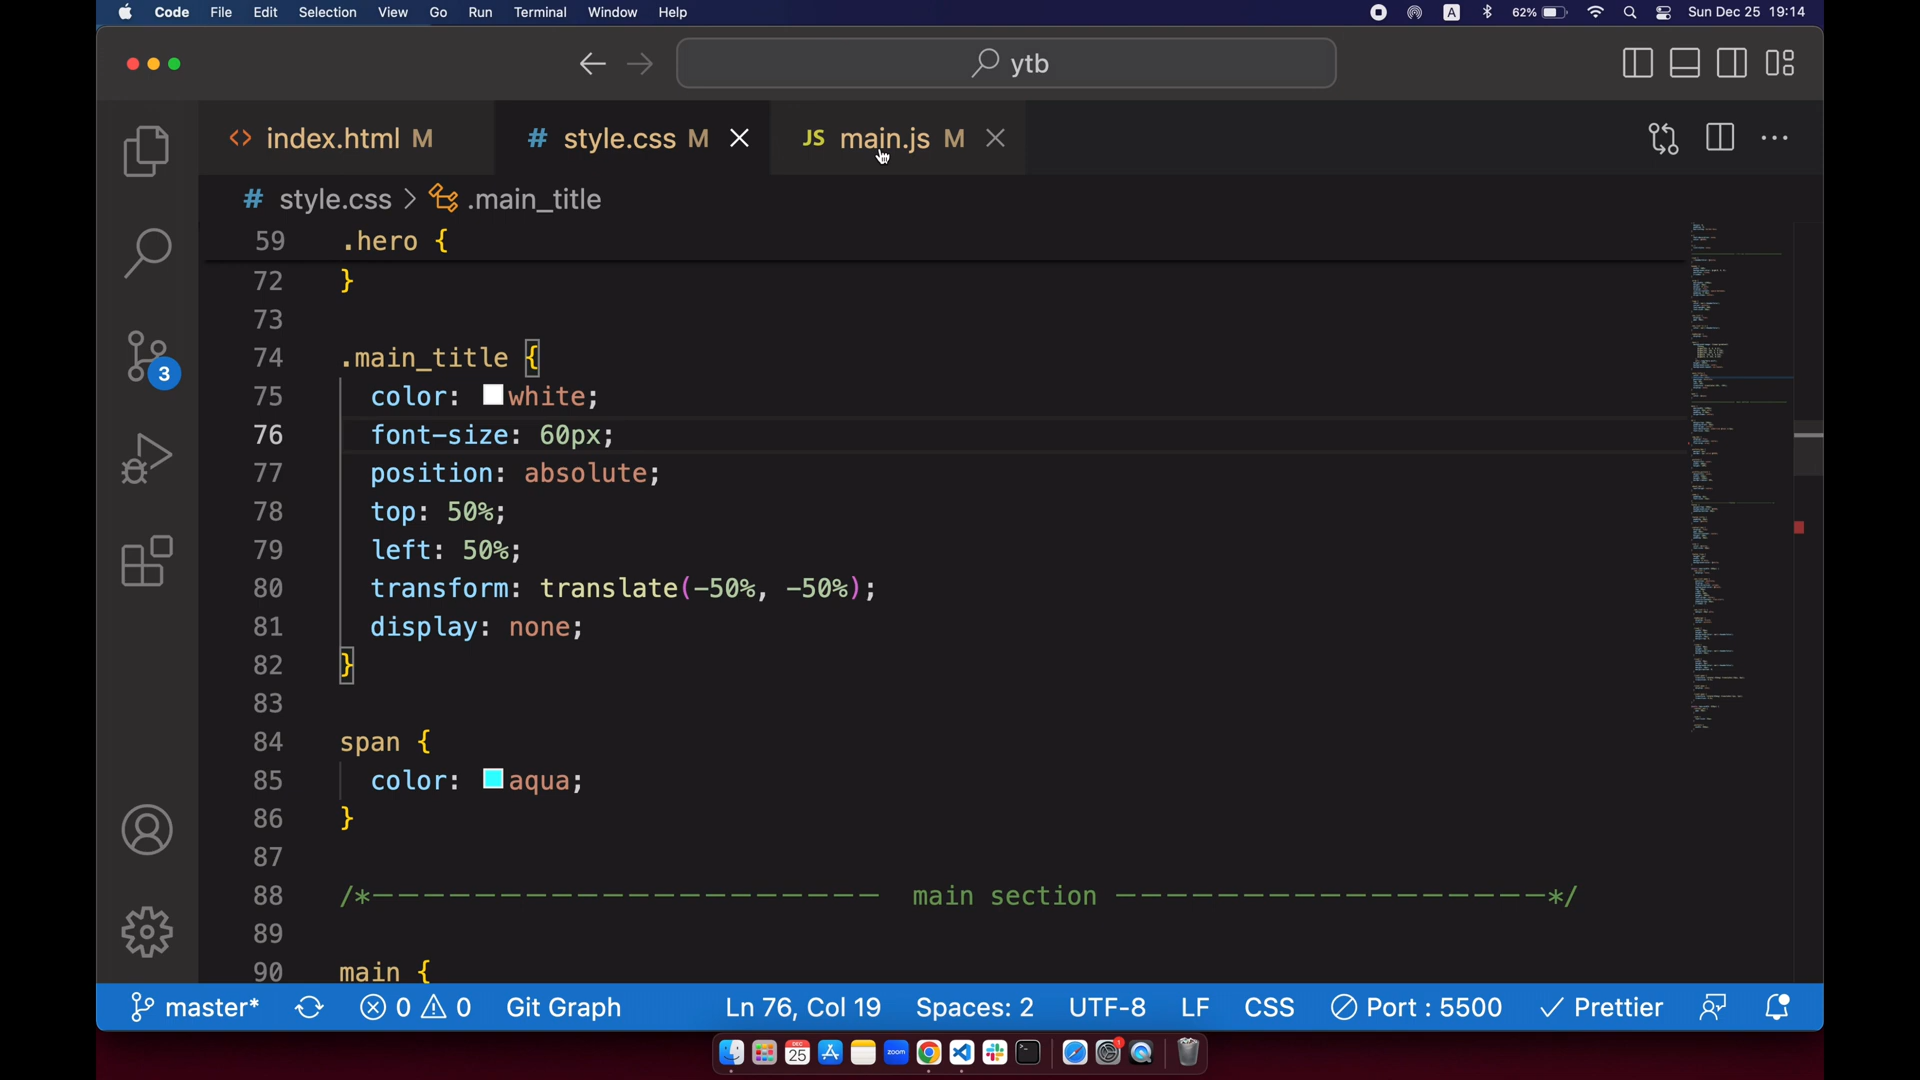 Code File Edit Selection View Go Run Terminal Window Help A 62% Sun Dec 25 19:14
ytb
<> index.html M # style.css M JS main.js M
# style.css > .main_title
59 .hero {
72 }
73
74 .main_title {
75 color: white;
76 font-size: 60px;
77 position: absolute;
78 top: 50%;
79 left: 50%;
80 transform: translate(-50%, -50%);
81 display: none;
82 }
83
84 span {
85 color: aqua;
86 }
87
88 /*---------------------- main section -------------------*/
89
90 main {
3
master* 0 0 Git Graph Ln 76, Col 19 Spaces: 2 UTF-8 LF CSS Port : 5500 Prettier
DEC 25 zoom 1